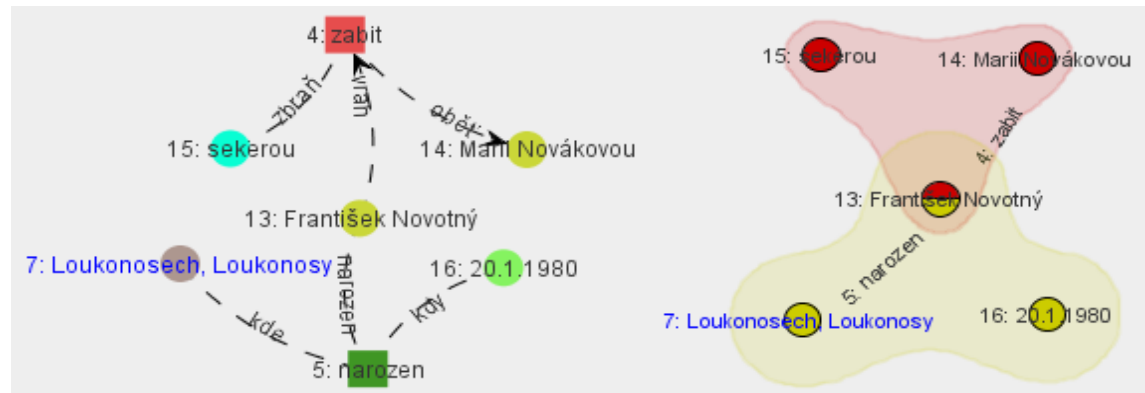 4: zabit
zbraň
vrah
oběť
15: sekerou
14: Marii Novákovou
13: František Novotný
7: Loukonosech, Loukonosy
narozen
16: 20.1.1980
kde
kdy
5: narozen
15: sekerou
14: Marii Novákovou
4: zabit
13: František Novotný
5: narozen
7: Loukonosech, Loukonosy
16: 20.1.1980